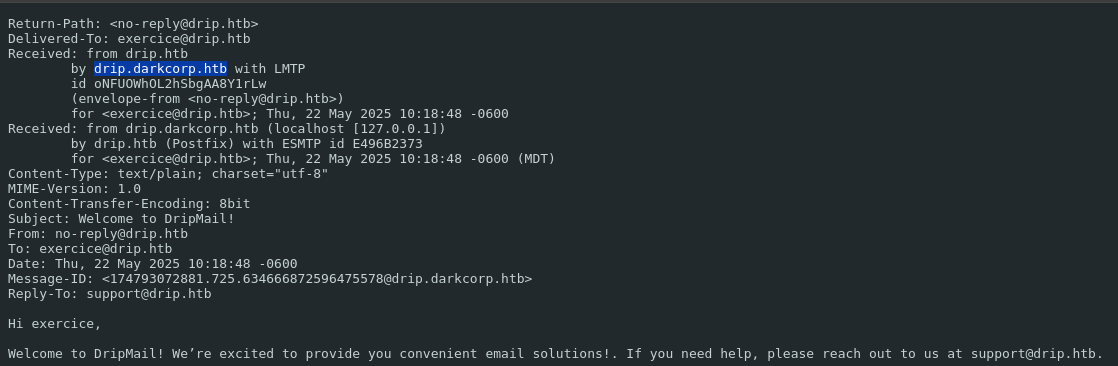 Return-Path: <no-reply@drip.htb>
Delivered-To: exercice@drip.htb
Received: from drip.htb
        by drip.darkcorp.htb with LMTP
        id oNFUOWhOL2hSbgAA8Y1rLw
        (envelope-from <no-reply@drip.htb>)
        for <exercice@drip.htb>; Thu, 22 May 2025 10:18:48 -0600
Received: from drip.darkcorp.htb (localhost [127.0.0.1])
        by drip.htb (Postfix) with ESMTP id E496B2373
        for <exercice@drip.htb>; Thu, 22 May 2025 10:18:48 -0600 (MDT)
Content-Type: text/plain; charset="utf-8"
MIME-Version: 1.0
Content-Transfer-Encoding: 8bit
Subject: Welcome to DripMail!
From: no-reply@drip.htb
To: exercice@drip.htb
Date: Thu, 22 May 2025 10:18:48 -0600
Message-ID: <174793072881.725.634666872596475578@drip.darkcorp.htb>
Reply-To: support@drip.htb

Hi exercice,

Welcome to DripMail! We’re excited to provide you convenient email solutions!. If you need help, please reach out to us at support@drip.htb.